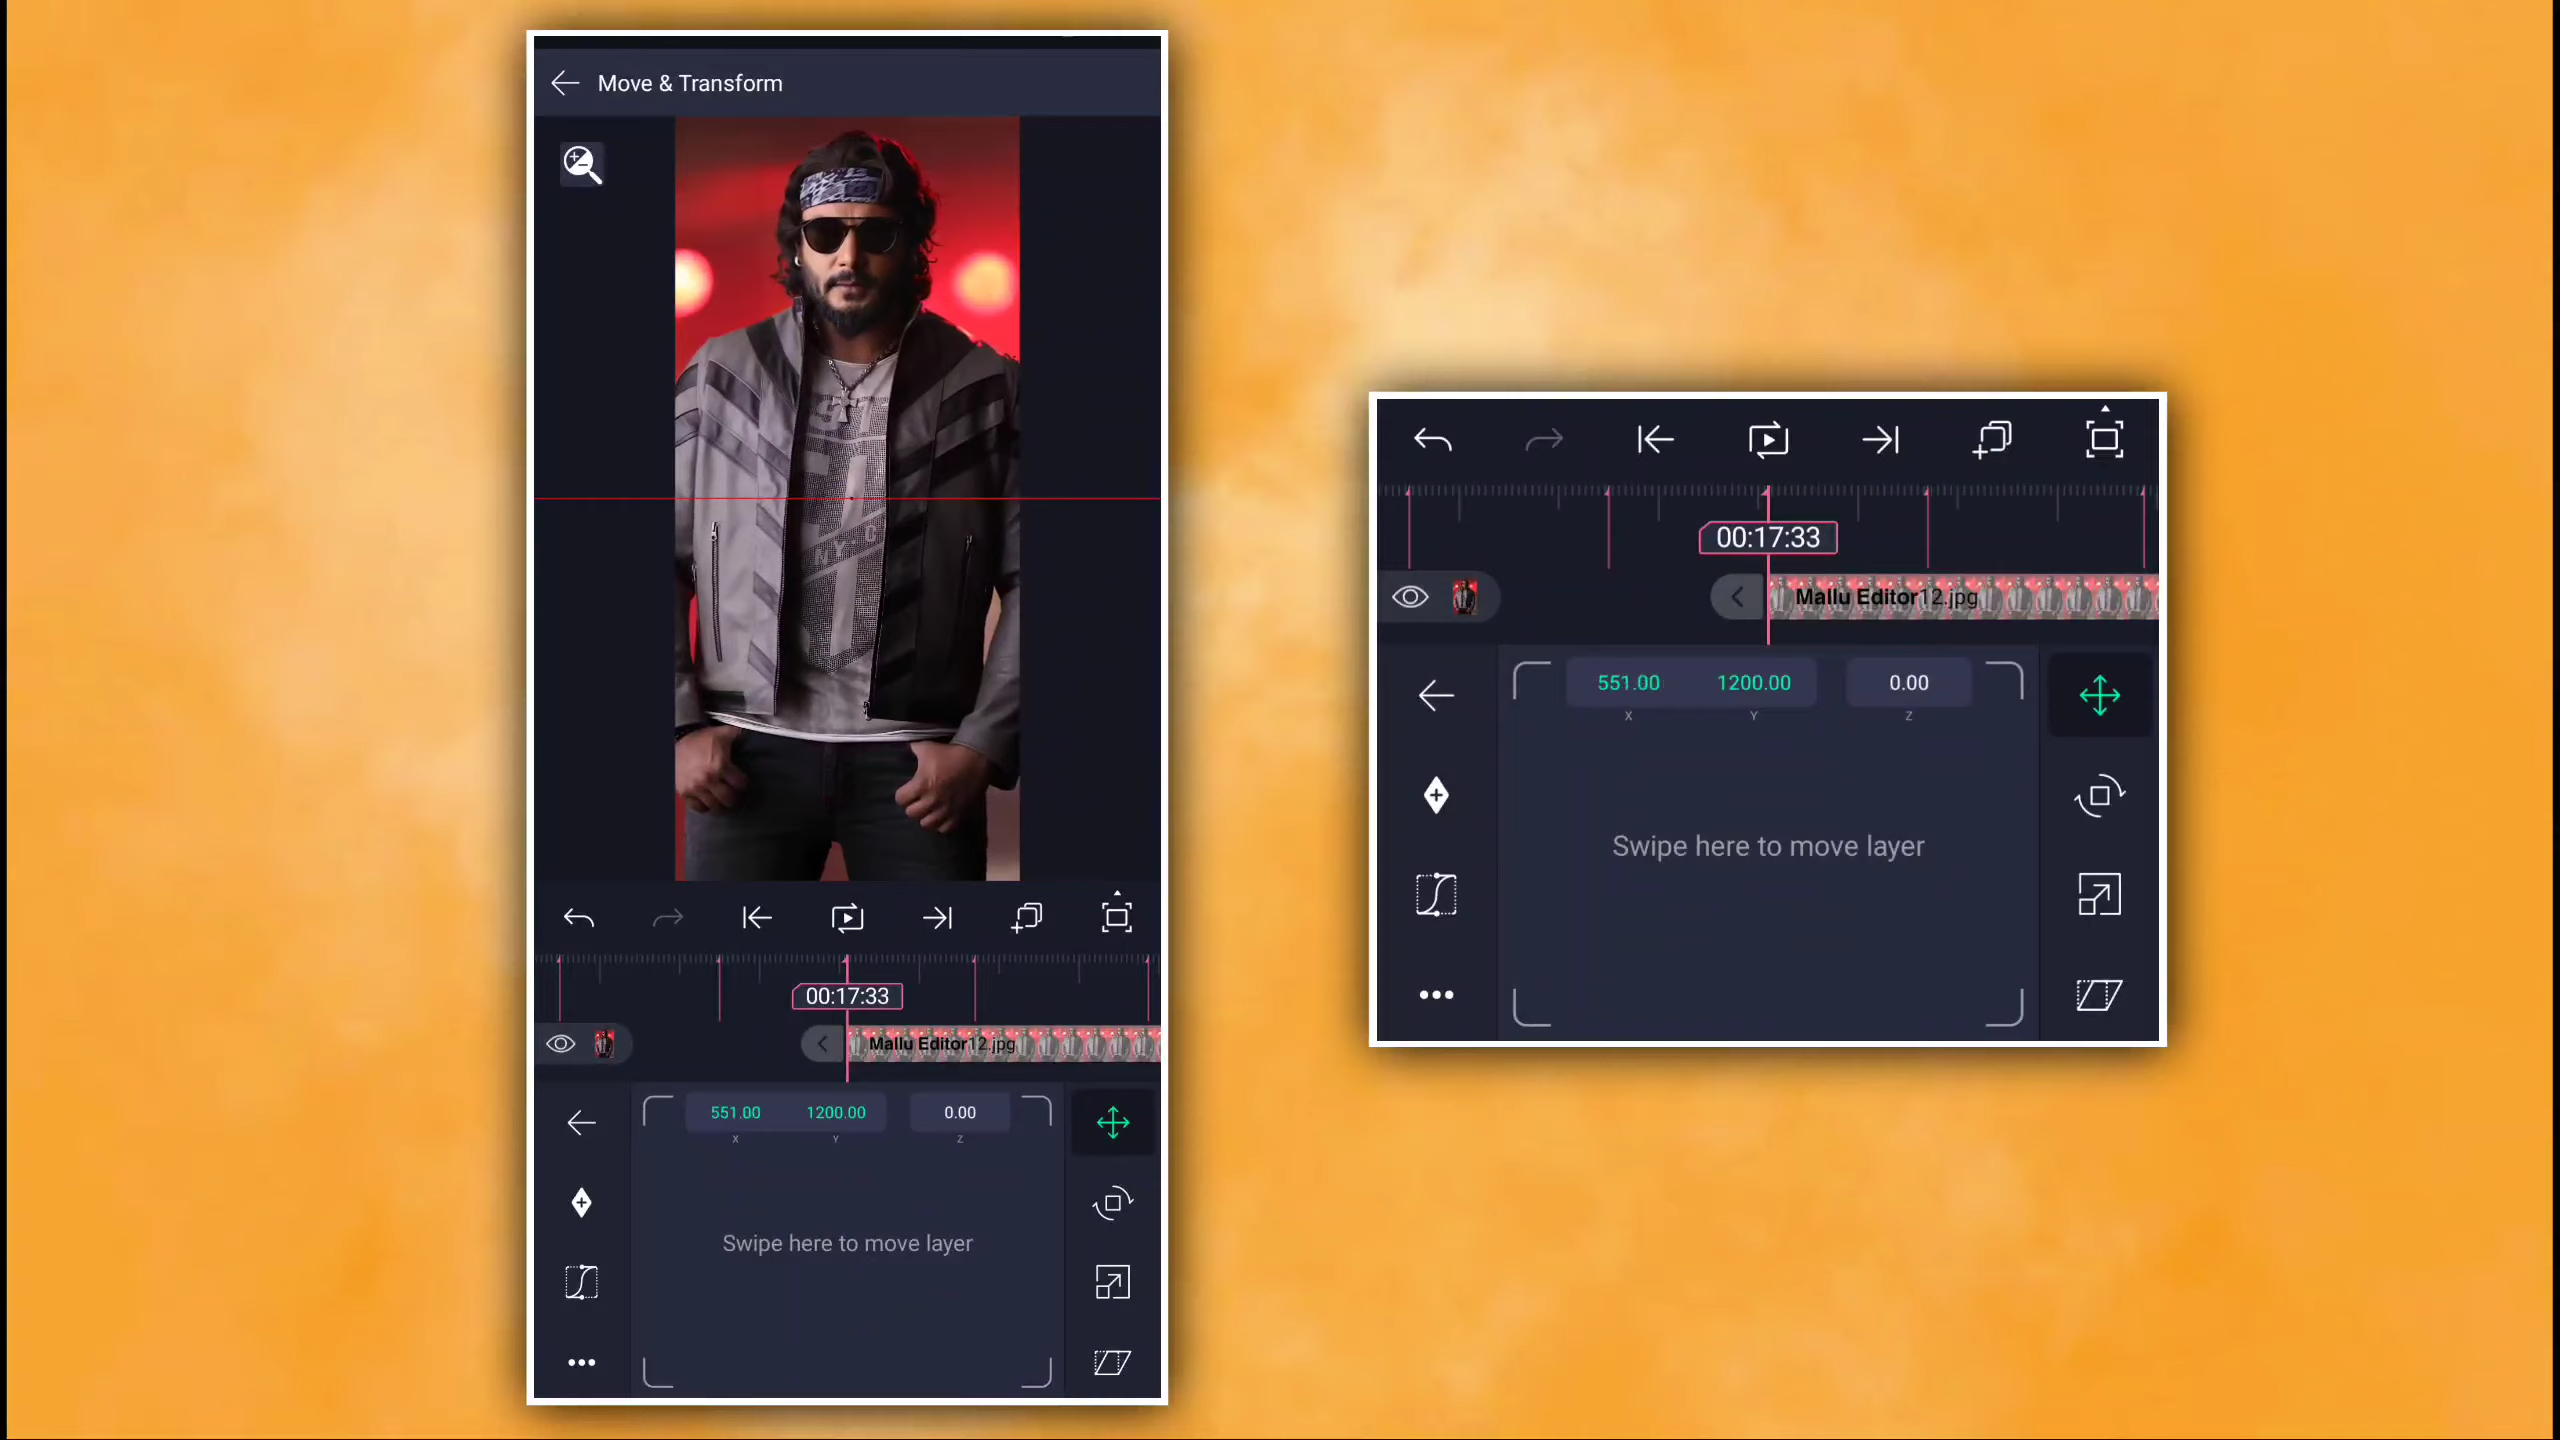 Move & Transform
00:17:33
Mallu Editor12.jpg
551.00 1200.00 0.00
X Y Z
Swipe here to move layer
00:17:33
Mallu Editor12.jpg
551.00 1200.00 0.00
X Y Z
Swipe here to move layer